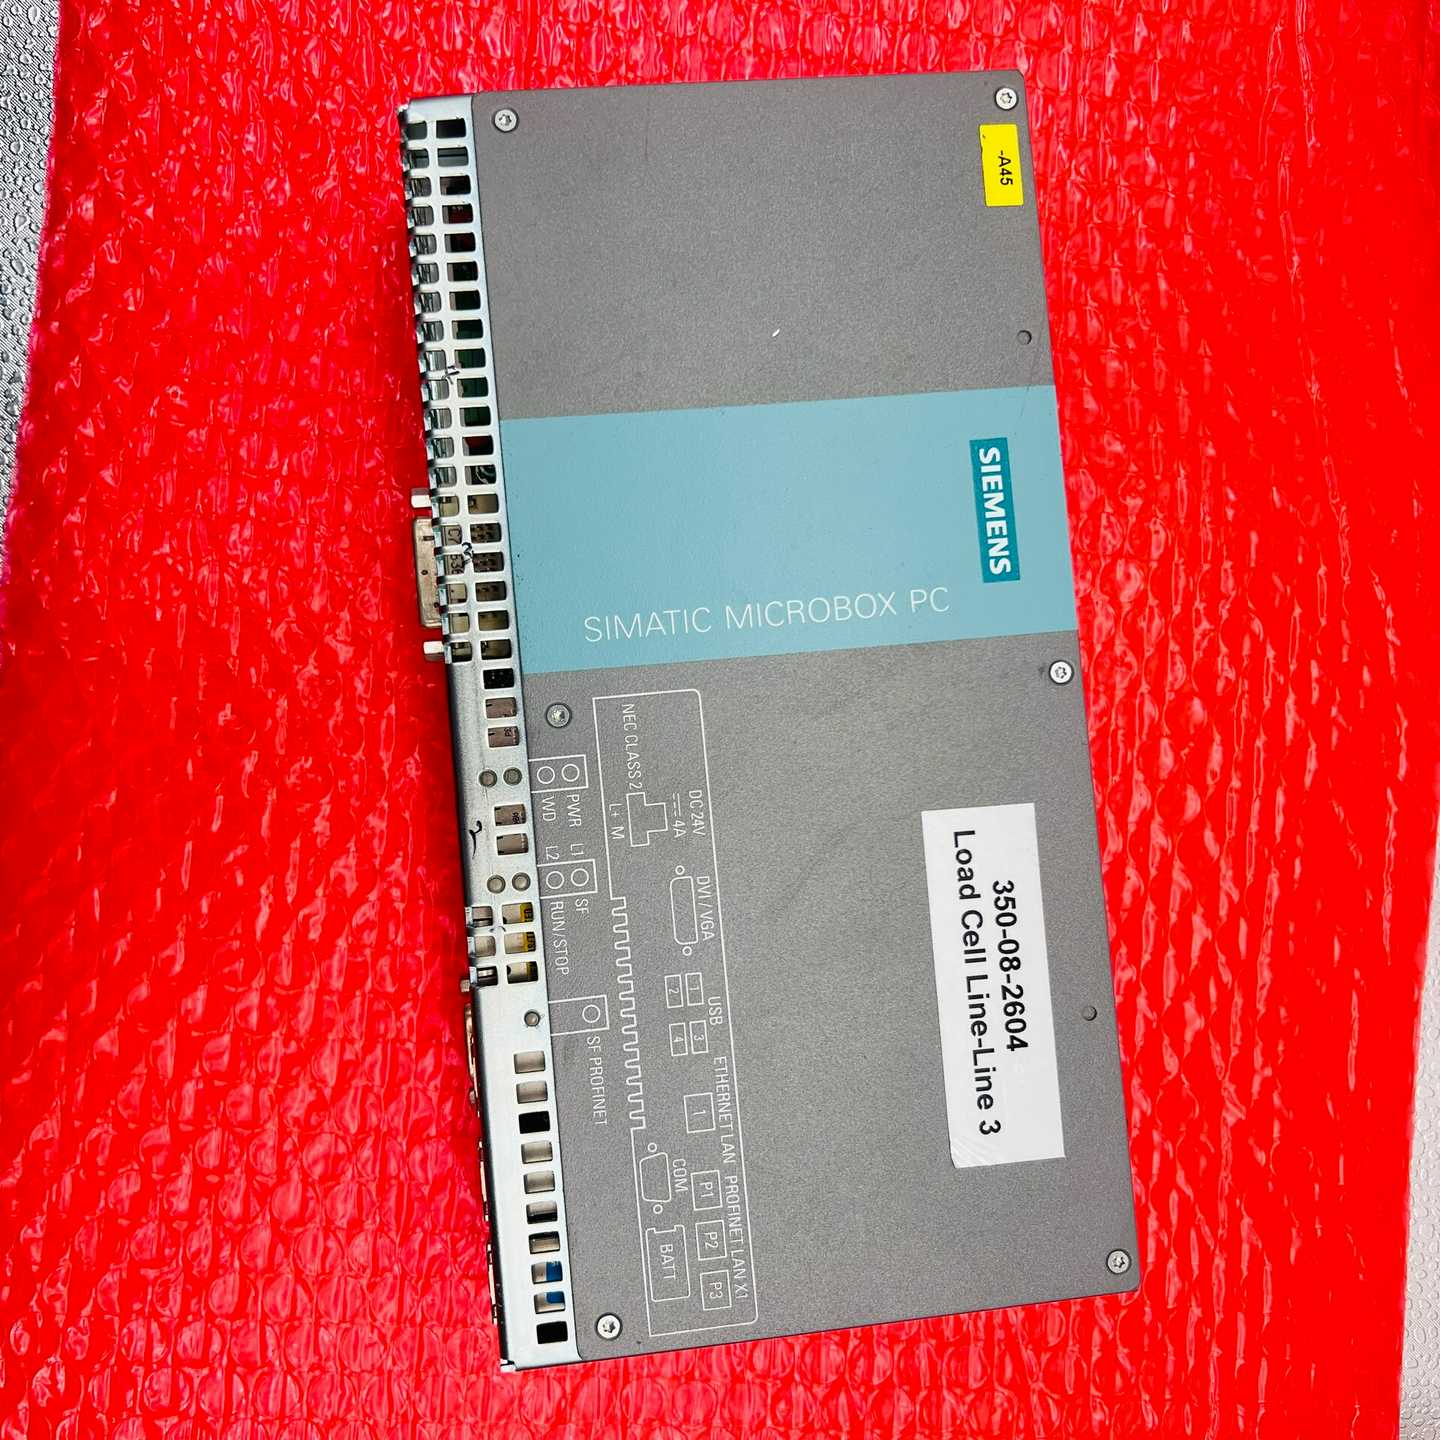 -A45
SIEMENS
SIMATIC MICROBOX PC
350-08-2604
Load Cell Line-Line 3
NEC CLASS 2
DC24V
4A
L+ M
DVI / VGA
USB
1
2
3
4
ETHERNET LAN
1
PROFINET LAN X1
P1
P2
P3
COM
BATT
PWR
WD
L1
L2
SF
RUN/STOP
SF PROFINET